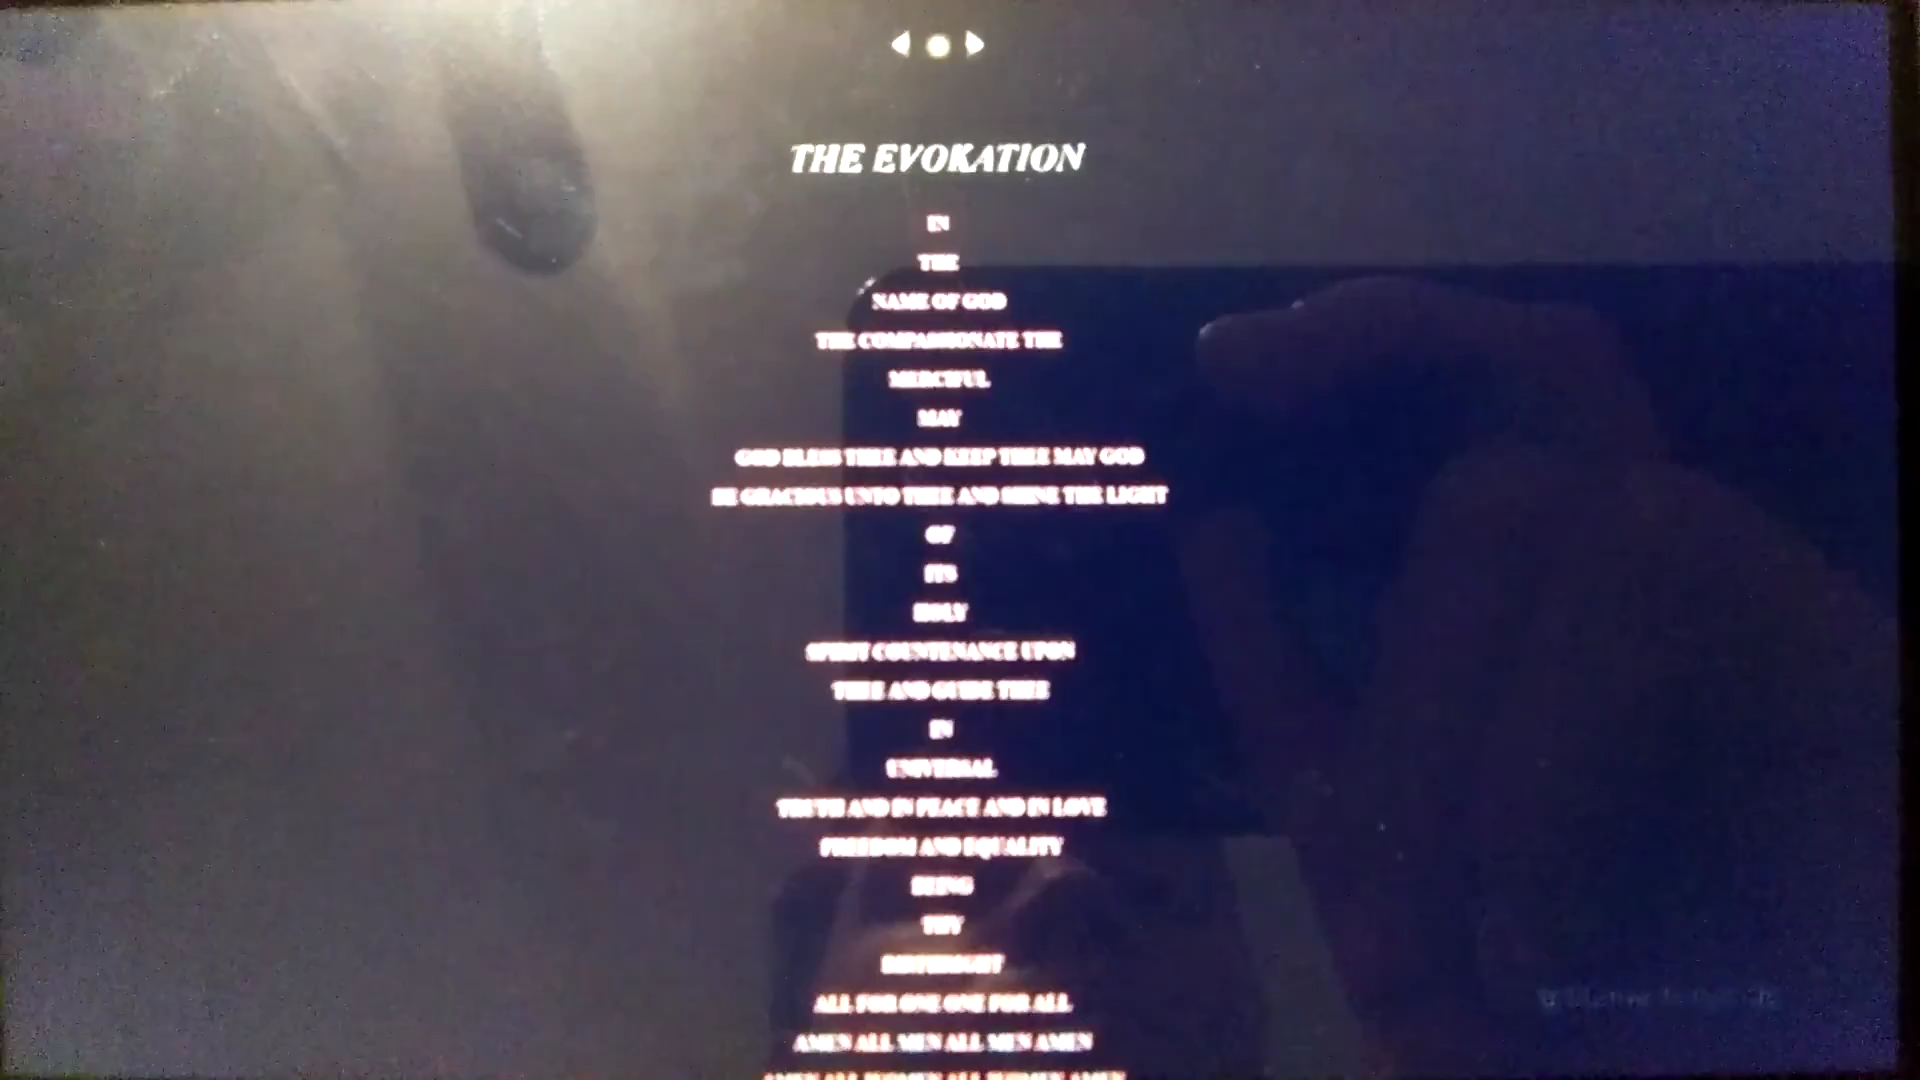 THE EVOKATION
IN
THE
NAME OF GOD
THE COMPASSIONATE THE
MERCIFUL
MAY
GOD BLESS THEE AND KEEP THEE MAY GOD
BE GRACIOUS UNTO THEE AND SHINE THE LIGHT
OF
ITS
HOLY
SPIRIT COUNTENANCE UPON
THEE AND GUIDE THEE
IN
UNIVERSAL
TRUTH AND IN PEACE AND IN LOVE
FREEDOM AND EQUALITY
BEING
THY
BIRTHRIGHT
ALL FOR ONE ONE FOR ALL
AMEN ALL MEN ALL MEN AMEN